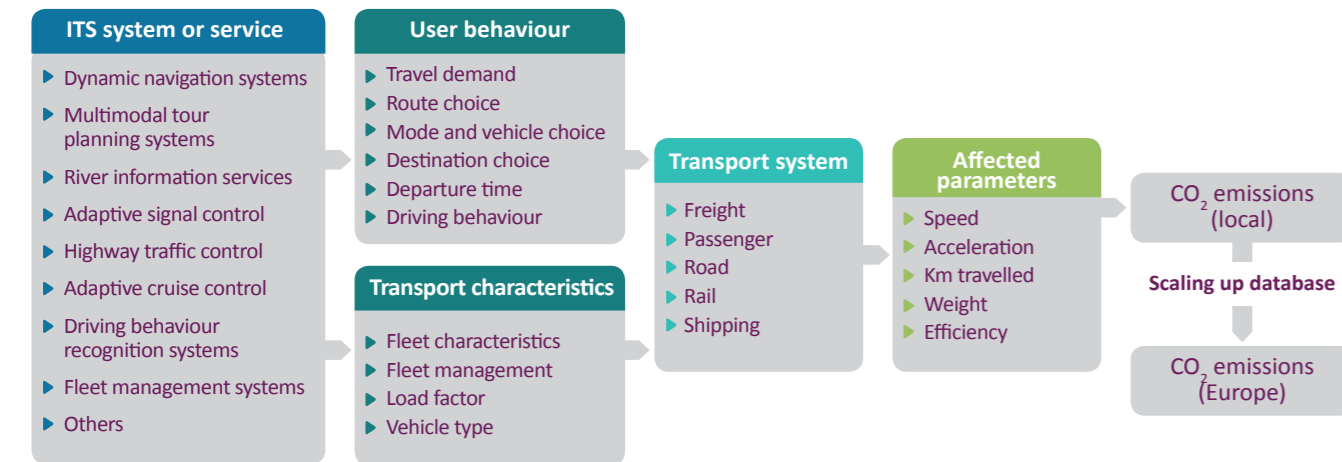 ITS system or service
Dynamic navigation systems
Multimodal tour
planning systems
River information services
Adaptive signal control
Highway traffic control
Adaptive cruise control
Driving behaviour
recognition systems
Fleet management systems
Others
User behaviour
Travel demand
Route choice
Mode and vehicle choice
Destination choice
Departure time
Driving behaviour
Transport characteristics
Fleet characteristics
Fleet management
Load factor
Vehicle type
Transport system
Freight
Passenger
Road
Rail
Shipping
Affected
parameters
Speed
Acceleration
Km travelled
Weight
Efficiency
CO₂ emissions
(local)
Scaling up database
CO₂ emissions
(Europe)